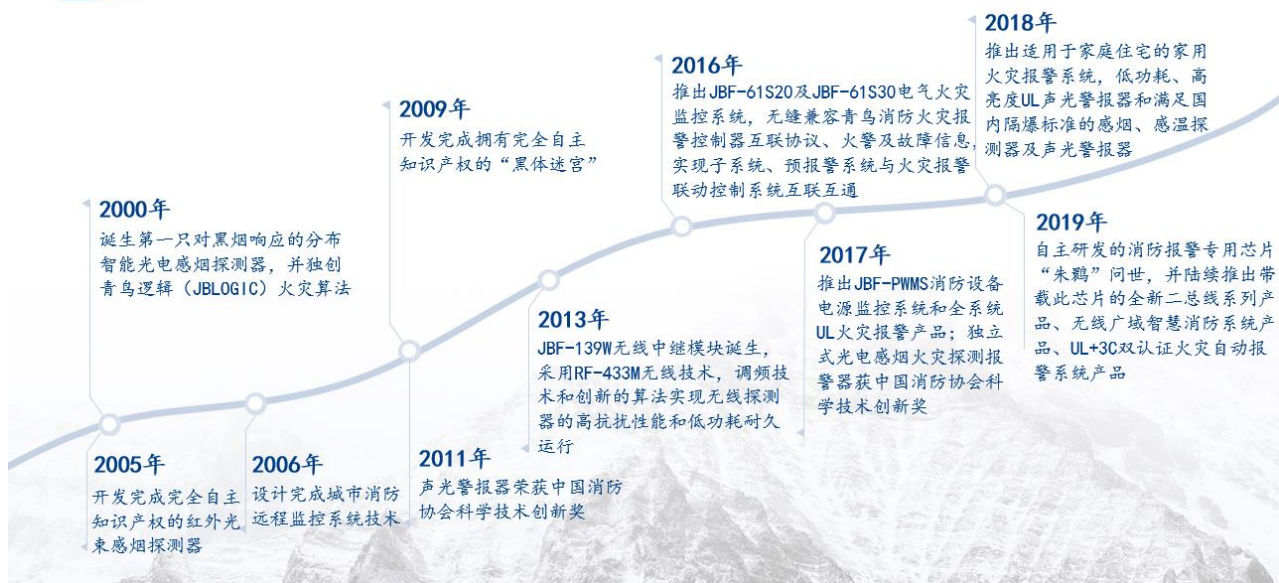 2000年
诞生第一只对黑烟响应的分布
智能光电感烟探测器，并独创
青鸟逻辑（JBLOGIC）火灾算法
2005年
开发完成完全自主
知识产权的红外光
束感烟探测器
2006年
设计完成城市消防
远程监控系统技术
2009年
开发完成拥有完全自主
知识产权的“黑体迷宫”
2011年
声光警报器荣获中国消防
协会科学技术创新奖
2013年
JBF-139W无线中继模块诞生，
采用RF-433M无线技术，调频技
术和创新的算法实现无线探测
器的高抗扰性能和低功耗耐久
运行
2016年
推出JBF-61S20及JBF-61S30电气火灾
监控系统，无缝兼容青鸟消防火灾报
警控制器互联协议、火警及故障信息，
实现子系统、预报警系统与火灾报警
联动控制系统互联互通
2017年
推出JBF-PWMS消防设备
电源监控系统和全系统
UL火灾报警产品；独立
式光电感烟火灾探测报
警器获中国消防协会科
学技术创新奖
2018年
推出适用于家庭住宅的家用
火灾报警系统，低功耗、高
亮度UL声光警报器和满足国
内隔爆标准的感烟、感温探
测器及声光警报器
2019年
自主研发的消防报警专用芯片
“朱鹮”问世，并陆续推出带
载此芯片的全新二总线系列产
品、无线广域智慧消防系统产
品、UL+3C双认证火灾自动报
警系统产品